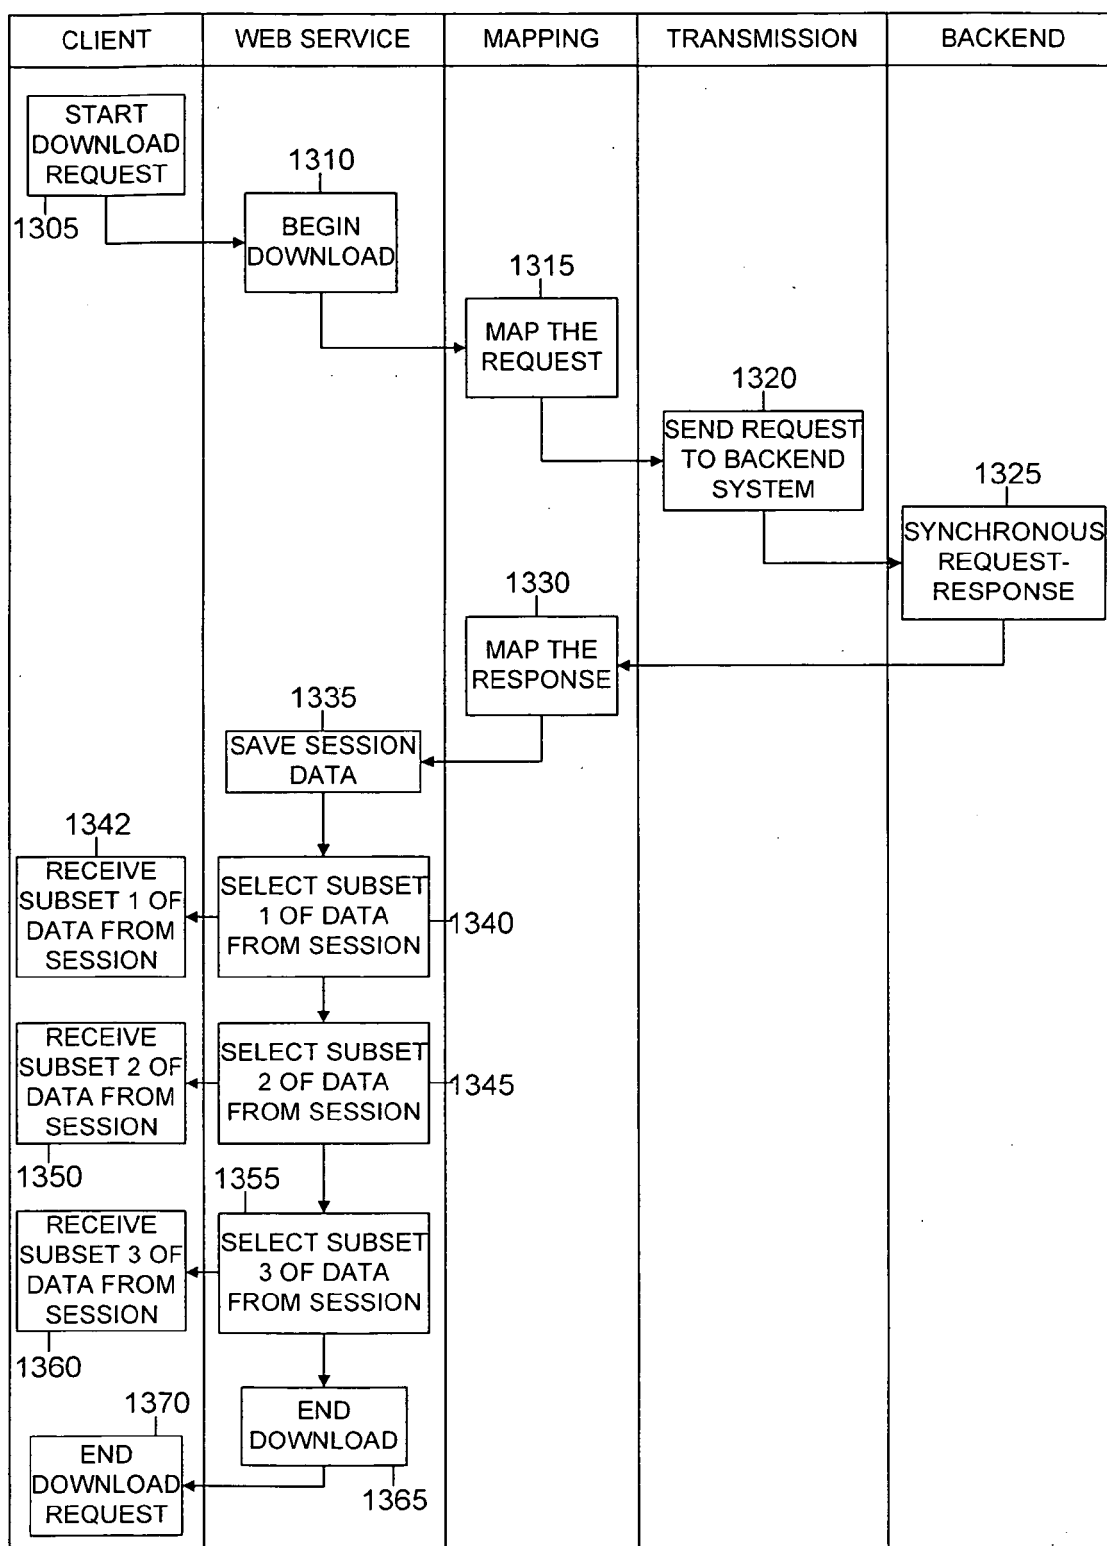 CLIENT
WEB SERVICE
MAPPING
TRANSMISSION
BACKEND
START
DOWNLOAD
REQUEST
1305
1310
BEGIN
DOWNLOAD
1315
MAP THE
REQUEST
1320
SEND REQUEST
TO BACKEND
SYSTEM
1325
SYNCHRONOUS
REQUEST-
RESPONSE
1330
MAP THE
RESPONSE
1335
SAVE SESSION
DATA
1342
RECEIVE
SUBSET 1 OF
DATA FROM
SESSION
SELECT SUBSET
1 OF DATA
FROM SESSION
1340
RECEIVE
SUBSET 2 OF
DATA FROM
SESSION
1350
SELECT SUBSET
2 OF DATA
FROM SESSION
1345
1355
RECEIVE
SUBSET 3 OF
DATA FROM
SESSION
1360
SELECT SUBSET
3 OF DATA
FROM SESSION
END
DOWNLOAD
1365
1370
END
DOWNLOAD
REQUEST